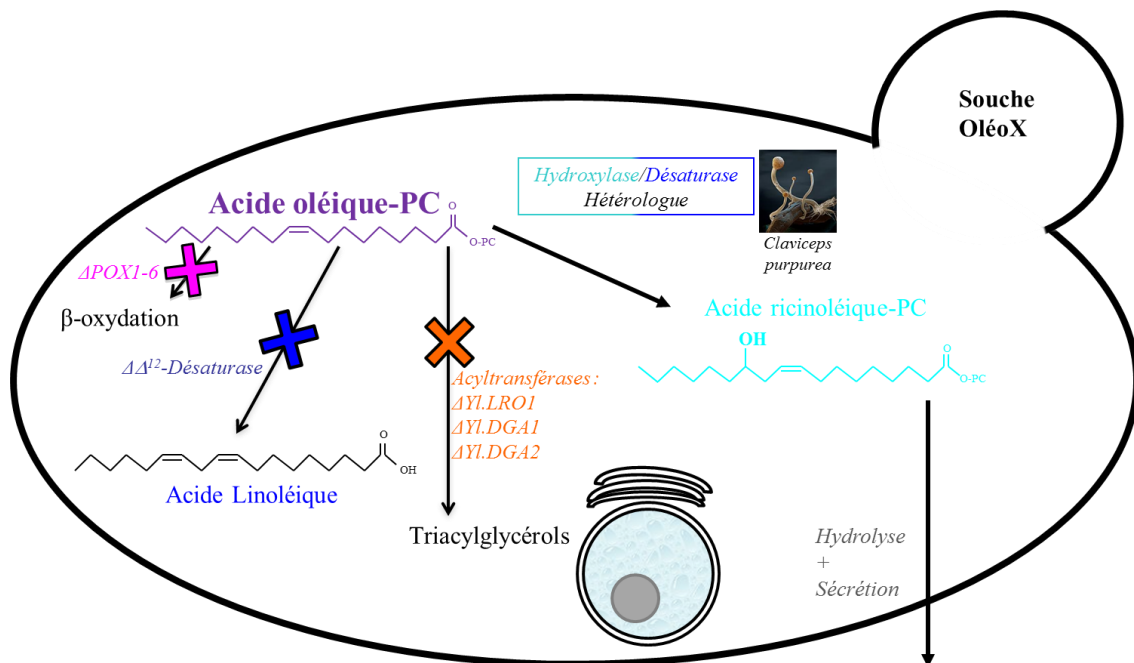 Souche
OléoX
Hydroxylase/Désaturase
Hétérologue
Claviceps
purpurea
Acide oléique-PC
O
O-PC
ΔPOX1-6
β-oxydation
ΔΔ¹²-Désaturase
Acyltransférases :
ΔYl.LRO1
ΔYl.DGA1
ΔYl.DGA2
Acide ricinoléique-PC
OH
O
O-PC
O
OH
Acide Linoléique
Triacylglycérols
Hydrolyse
+
Sécrétion